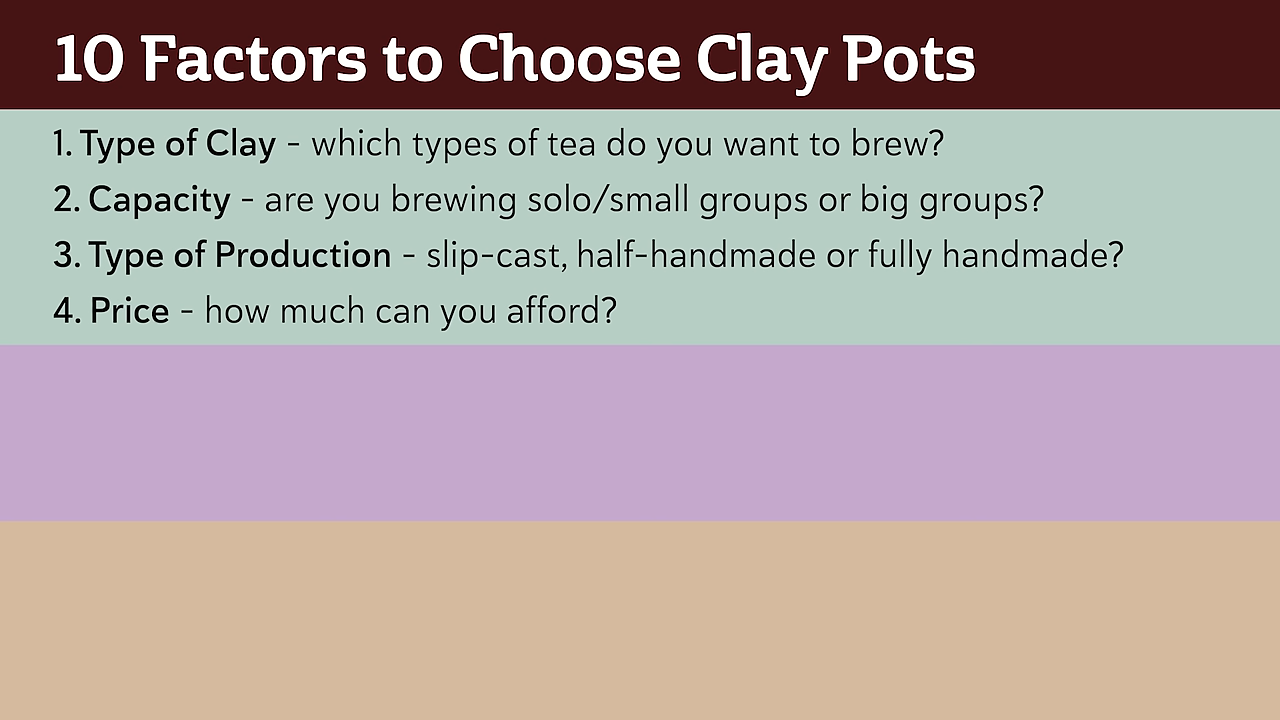 10 Factors to Choose Clay Pots
1. Type of Clay - which types of tea do you want to brew?
2. Capacity - are you brewing solo/small groups or big groups?
3. Type of Production - slip-cast, half-handmade or fully handmade?
4. Price - how much can you afford?